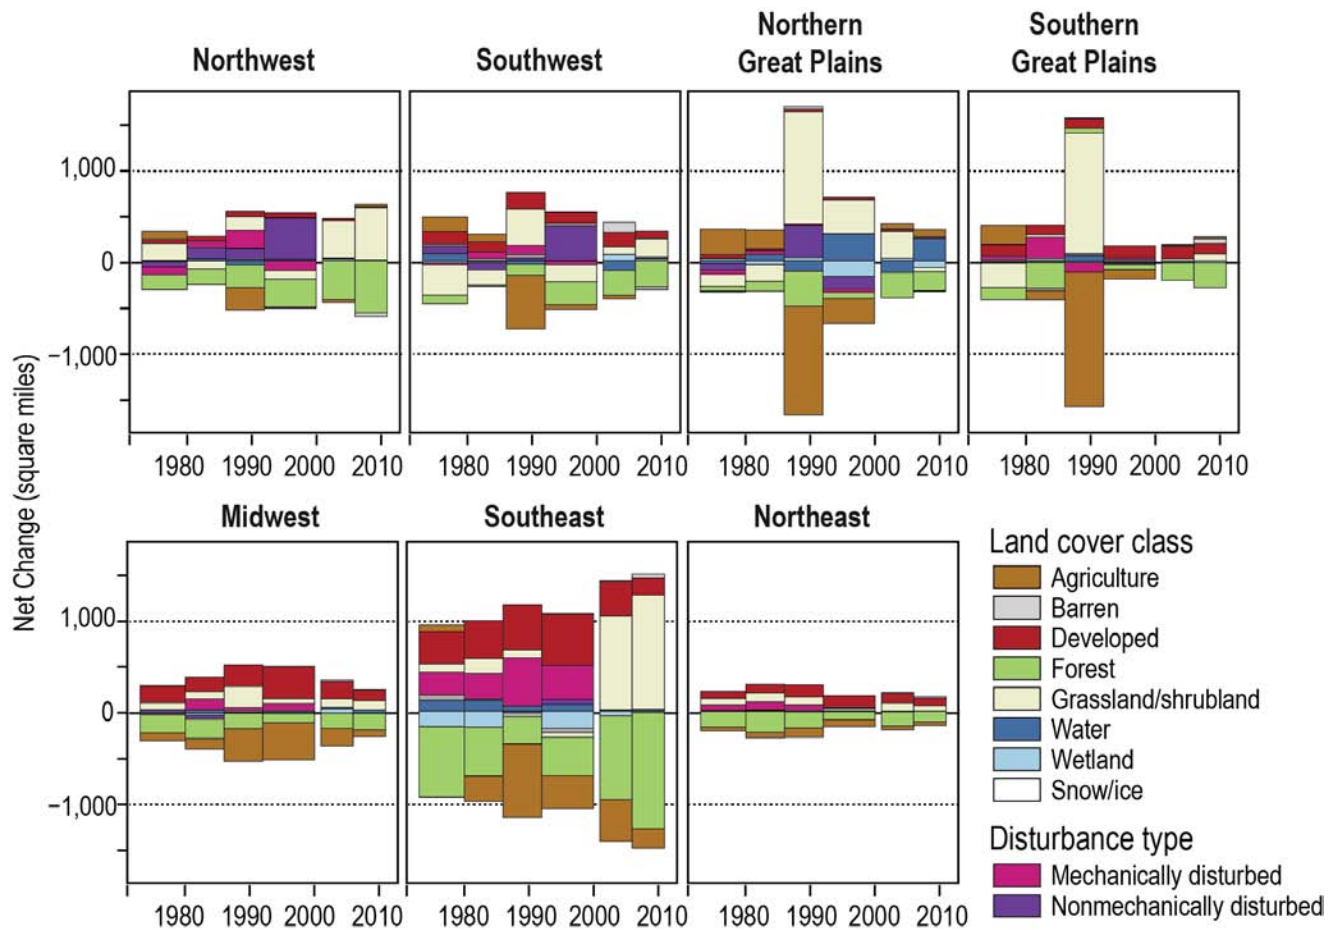 Northwest
Southwest
Northern
Great Plains
Southern
Great Plains
1,000
0
−1,000
1980 1990 2000 2010
1980 1990 2000 2010
1980 1990 2000 2010
1980 1990 2000 2010
Net Change (square miles)
Midwest
Southeast
Northeast
1,000
0
−1,000
1980 1990 2000 2010
1980 1990 2000 2010
1980 1990 2000 2010
Land cover class
Agriculture
Barren
Developed
Forest
Grassland/shrubland
Water
Wetland
Snow/ice
Disturbance type
Mechanically disturbed
Nonmechanically disturbed